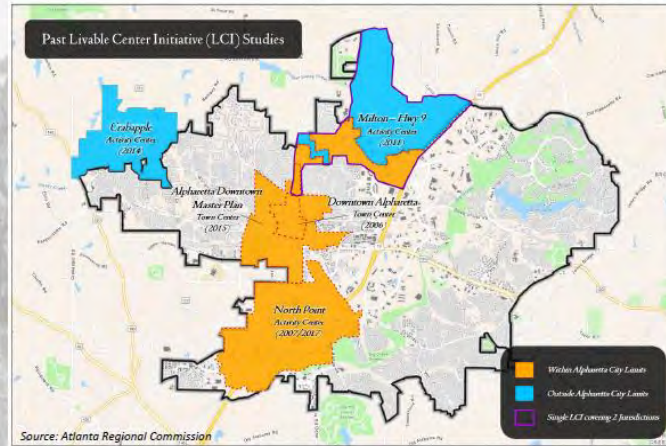 Past Livable Center Initiative (LCI) Studies
Crabapple
Activity Center
(2014)
Milton – Hwy 9
Activity Center
(2011)
Alpharetta Downtown
Master Plan
Town Center
(2015)
Downtown Alpharetta
Town Center
(2006)
North Point
Activity Center
(2007/2017)
Within Alpharetta City Limits
Outside Alpharetta City Limits
Single LCI covering 2 Jurisdictions
Source: Atlanta Regional Commission